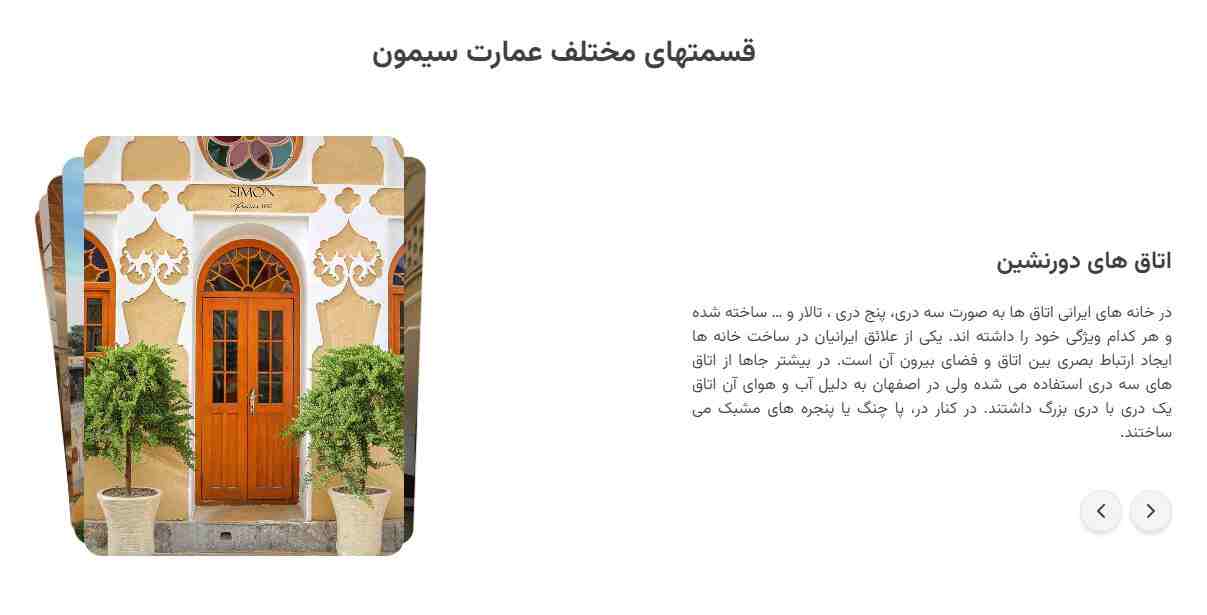 قسمتهای مختلف عمارت سیمون
SIMON
اتاق های دورنشین
در خانه های ایرانی اتاق ها به صورت سه دری، پنج دری ، تالار و ... ساخته شده
و هر کدام ویژگی خود را داشته اند. یکی از علائق ایرانیان در ساخت خانه ها
ایجاد ارتباط بصری بین اتاق و فضای بیرون آن است. در بیشتر جاها از اتاق
های سه دری استفاده می شده ولی در اصفهان به دلیل آب و هوای آن اتاق
یک دری با دری بزرگ داشتند. در کنار در، پا چنگ یا پنجره های مشبک می
ساختند.